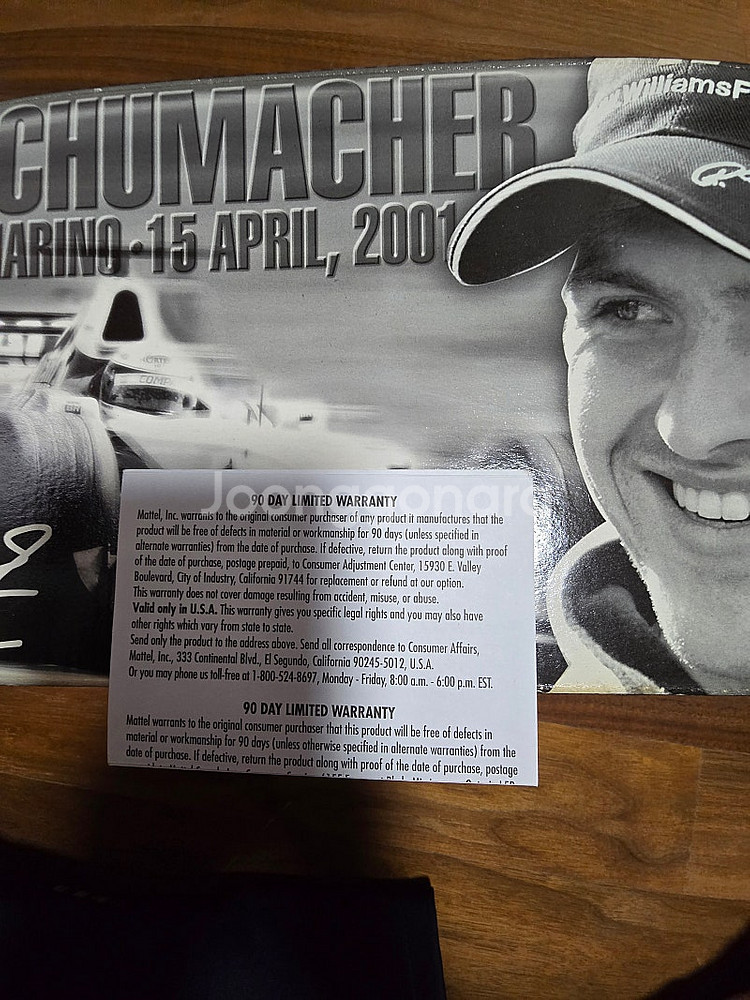 WilliamsF
CHUMACHER
ARINO · 15 APRIL, 2001
COMPA
Joongonara
90 DAY LIMITED WARRANTY
Mattel, Inc. warrants to the original consumer purchaser of any product it manufactures that the
product will be free of defects in material or workmanship for 90 days (unless specified in
alternate warranties) from the date of purchase. If defective, return the product along with proof
of the date of purchase, postage prepaid, to Consumer Adjustment Center, 15930 E. Valley
Boulevard, City of Industry, California 91744 for replacement or refund at our option.
This warranty does not cover damage resulting from accident, misuse, or abuse.
Valid only in U.S.A. This warranty gives you specific legal rights and you may also have
other rights which vary from state to state.
Send only the product to the address above. Send all correspondence to Consumer Affairs,
Mattel, Inc., 333 Continental Blvd., El Segundo, California 90245-5012, U.S.A.
Or you may phone us toll-free at 1-800-524-8697, Monday - Friday, 8:00 a.m. - 6:00 p.m. EST.
90 DAY LIMITED WARRANTY
Mattel warrants to the original consumer purchaser that this product will be free of defects in
material or workmanship for 90 days (unless otherwise specified in alternate warranties) from the
date of purchase. If defective, return the product along with proof of the date of purchase, postage